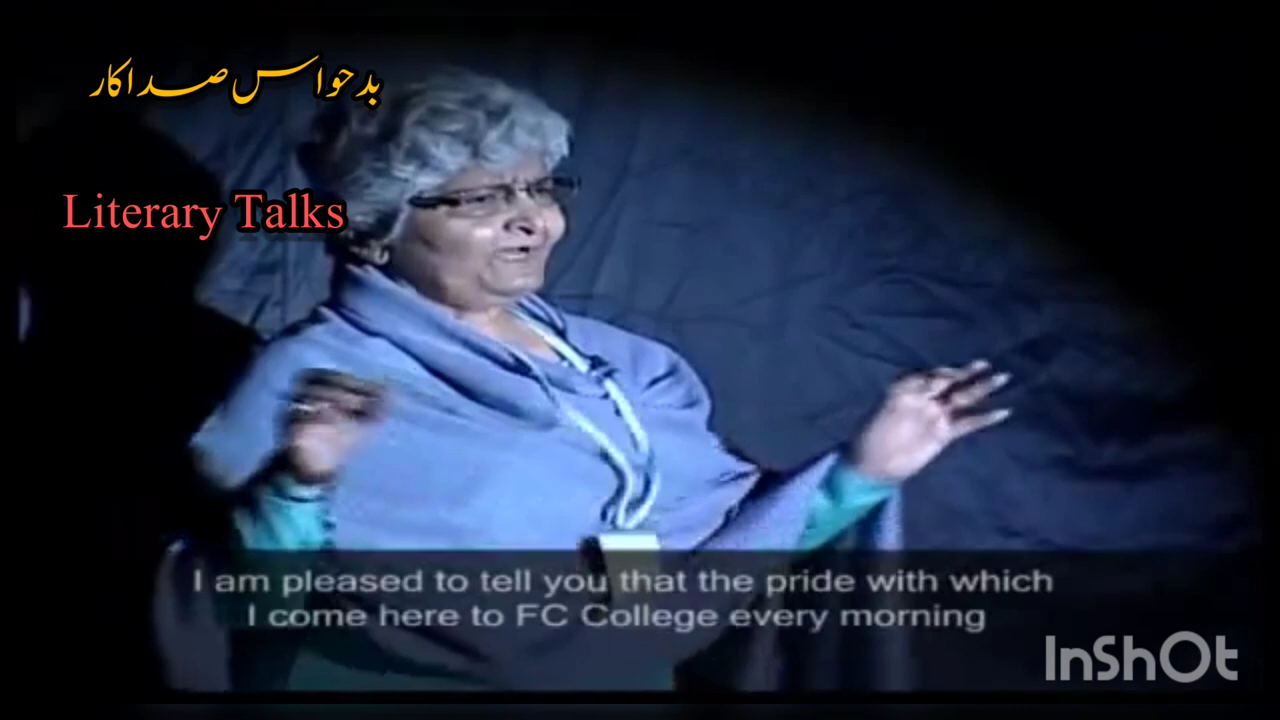 بدحواس صداکار
Literary Talks
I am pleased to tell you that the pride with which
I come here to FC College every morning
InShOt